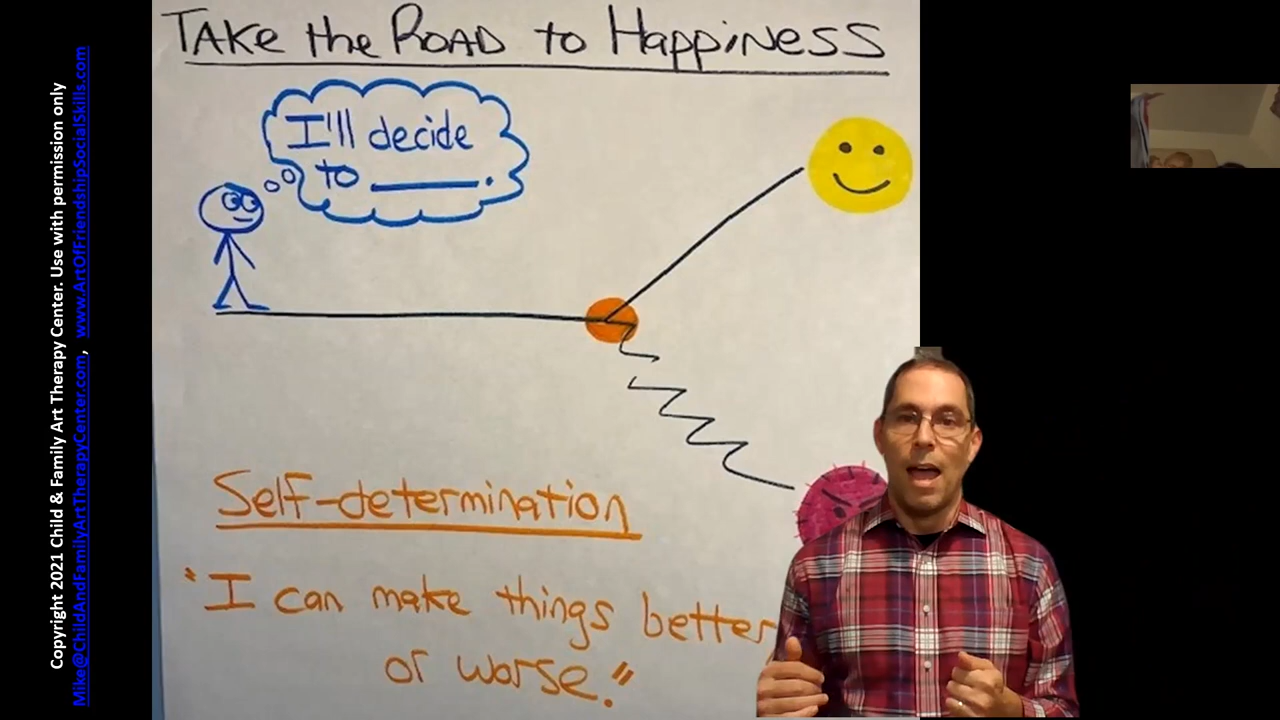 TAKE the ROAD to HAPPINESS
I'll decide
to ______.
Self-determination
"I can make things better
or worse."
Copyright 2021 Child & Family Art Therapy Center. Use with permission only
Mike@ChildAndFamilyArtTherapyCenter.com, www.ArtOfFriendshipSocialSkills.com